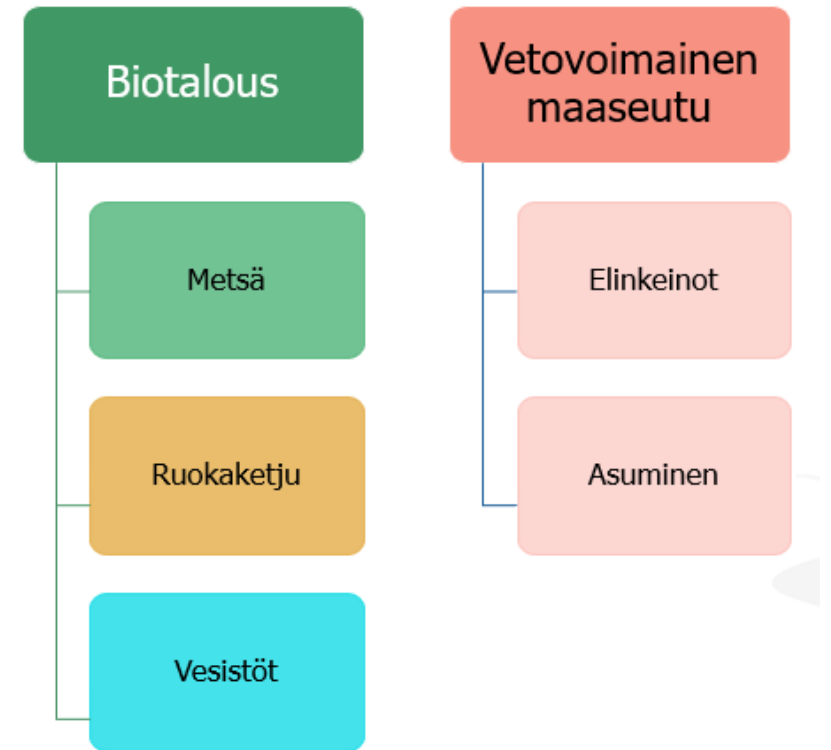 Biotalous
Metsä
Ruokaketju
Vesistöt
Vetovoimainen
maaseutu
Elinkeinot
Asuminen